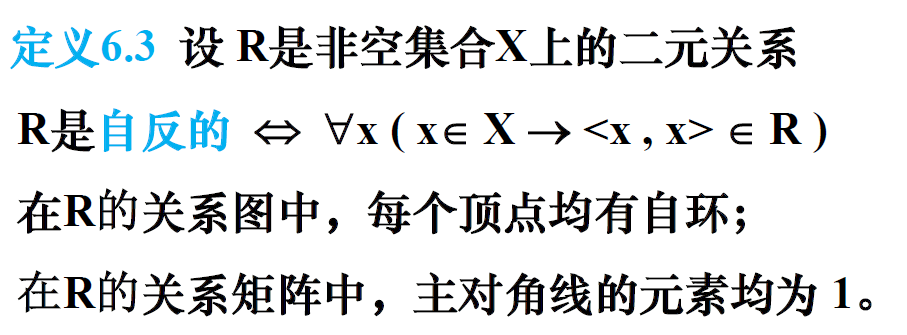 定义6.3 设 R是非空集合X上的二元关系
R是自反的 ⇔ ∀x ( x∈ X → <x , x> ∈ R )
在R的关系图中，每个顶点均有自环；
在R的关系矩阵中，主对角线的元素均为 1。